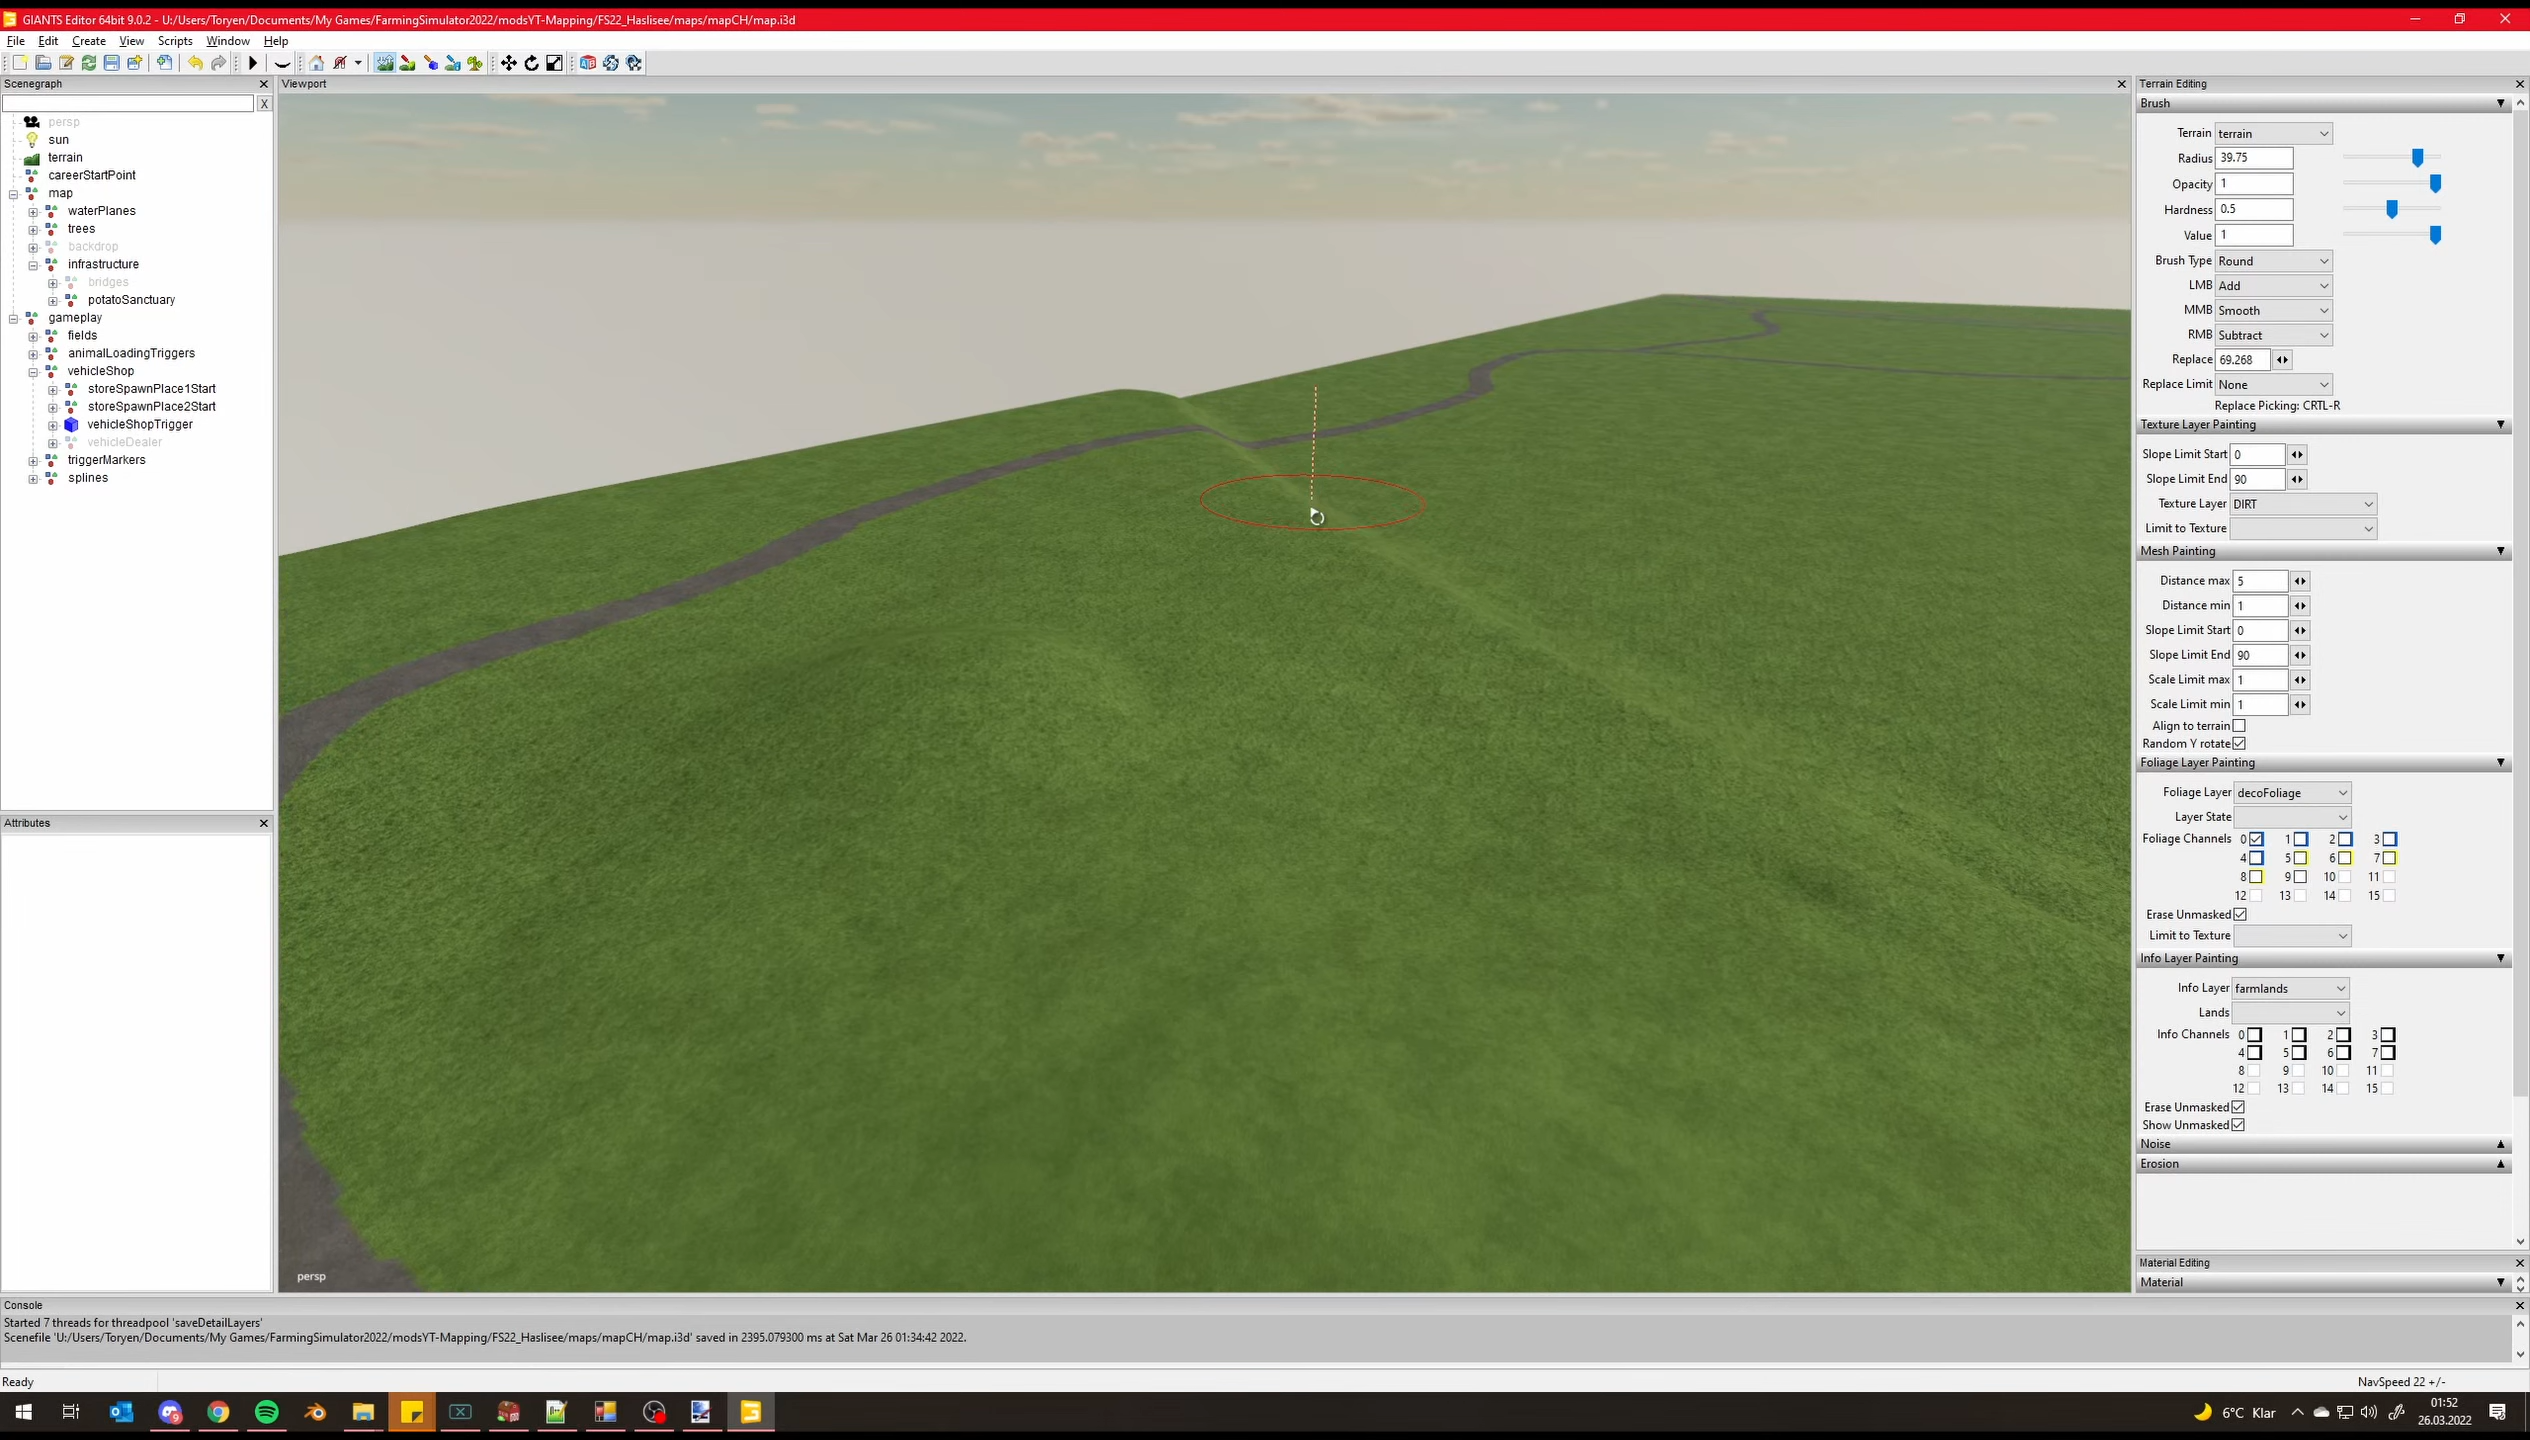 GIANTS Editor 64bit 9.0.2 - U:/Users/Toryen/Documents/My Games/FarmingSimulator2022/modsYT-Mapping/FS22_Haslisee/maps/mapCH/map.i3d
File Edit Create View Scripts Window Help
Scenegraph
X
persp
sun
terrain
careerStartPoint
map
waterPlanes
trees
backdrop
infrastructure
bridges
potatoSanctuary
gameplay
fields
animalLoadingTriggers
vehicleShop
storeSpawnPlace1Start
storeSpawnPlace2Start
vehicleShopTrigger
vehicleDealer
triggerMarkers
splines
Attributes
Viewport
persp
Terrain Editing
Brush
Terrain terrain
Radius 39.75
Opacity 1
Hardness 0.5
Value 1
Brush Type Round
LMB Add
MMB Smooth
RMB Subtract
Replace 69.268
Replace Limit None
Replace Picking: CRTL-R
Texture Layer Painting
Slope Limit Start 0
Slope Limit End 90
Texture Layer DIRT
Limit to Texture
Mesh Painting
Distance max 5
Distance min 1
Slope Limit Start 0
Slope Limit End 90
Scale Limit max 1
Scale Limit min 1
Align to terrain
Random Y rotate
Foliage Layer Painting
Foliage Layer decoFoliage
Layer State
Foliage Channels 0 1 2 3
4 5 6 7
8 9 10 11
12 13 14 15
Erase Unmasked
Limit to Texture
Info Layer Painting
Info Layer farmlands
Lands
Info Channels 0 1 2 3
4 5 6 7
8 9 10 11
12 13 14 15
Erase Unmasked
Show Unmasked
Noise
Erosion
Material Editing
Material
Console
Started 7 threads for threadpool 'saveDetailLayers'
Scenefile 'U:/Users/Toryen/Documents/My Games/FarmingSimulator2022/modsYT-Mapping/FS22_Haslisee/maps/mapCH/map.i3d' saved in 2395.079300 ms at Sat Mar 26 01:34:42 2022.
Ready
NavSpeed 22 +/-
6°C Klar
01:52
26.03.2022